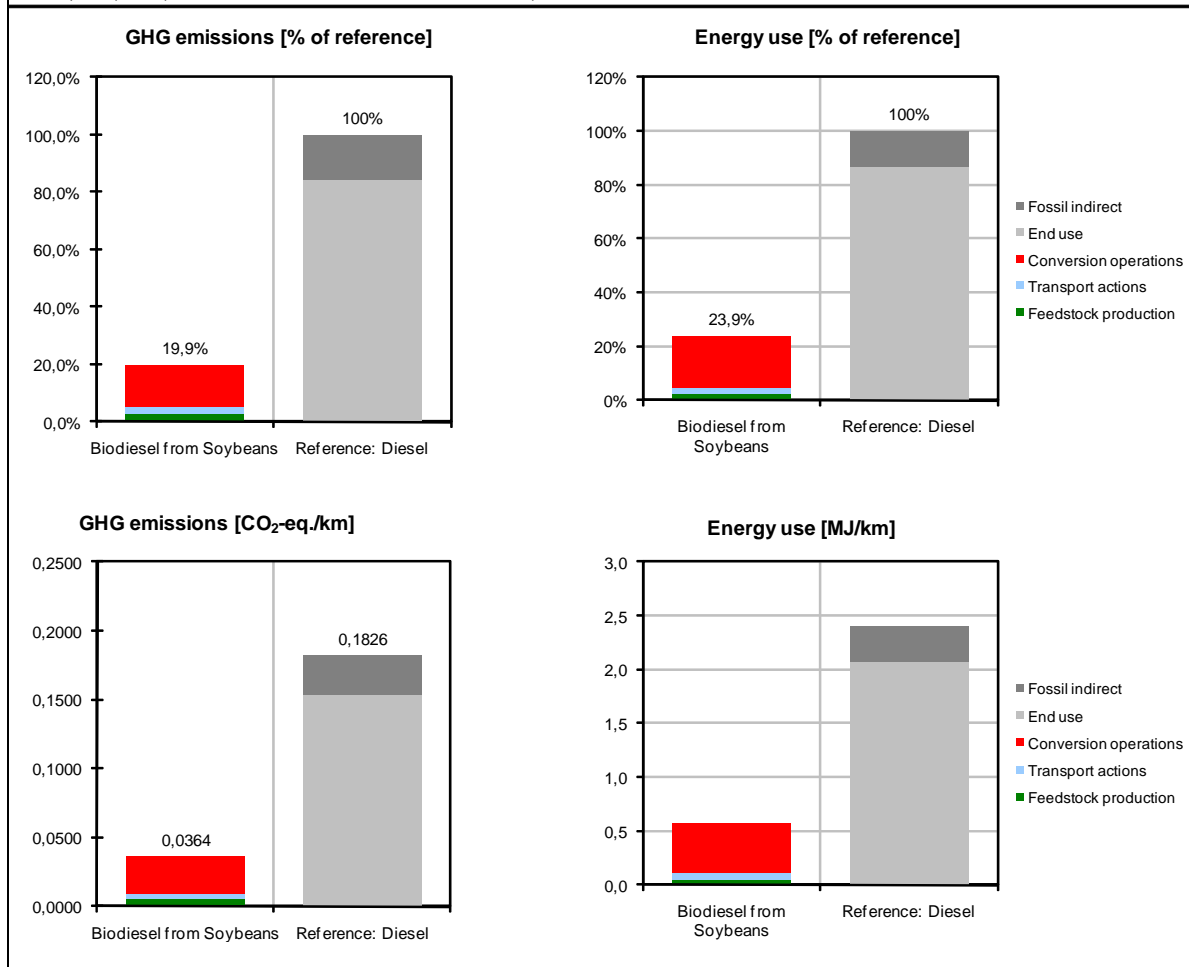 GHG emissions [% of reference]
120,0%
100,0%
80,0%
60,0%
40,0%
20,0%
0,0%
100%
19,9%
Biodiesel from Soybeans
Reference: Diesel
Energy use [% of reference]
120%
100%
80%
60%
40%
20%
0%
100%
23,9%
Biodiesel from
Soybeans
Reference: Diesel
Fossil indirect
End use
Conversion operations
Transport actions
Feedstock production
GHG emissions [CO₂-eq./km]
0,2500
0,2000
0,1500
0,1000
0,0500
0,0000
0,1826
0,0364
Biodiesel from Soybeans
Reference: Diesel
Energy use [MJ/km]
3,0
2,5
2,0
1,5
1,0
0,5
0,0
Biodiesel from
Soybeans
Reference: Diesel
Fossil indirect
End use
Conversion operations
Transport actions
Feedstock production